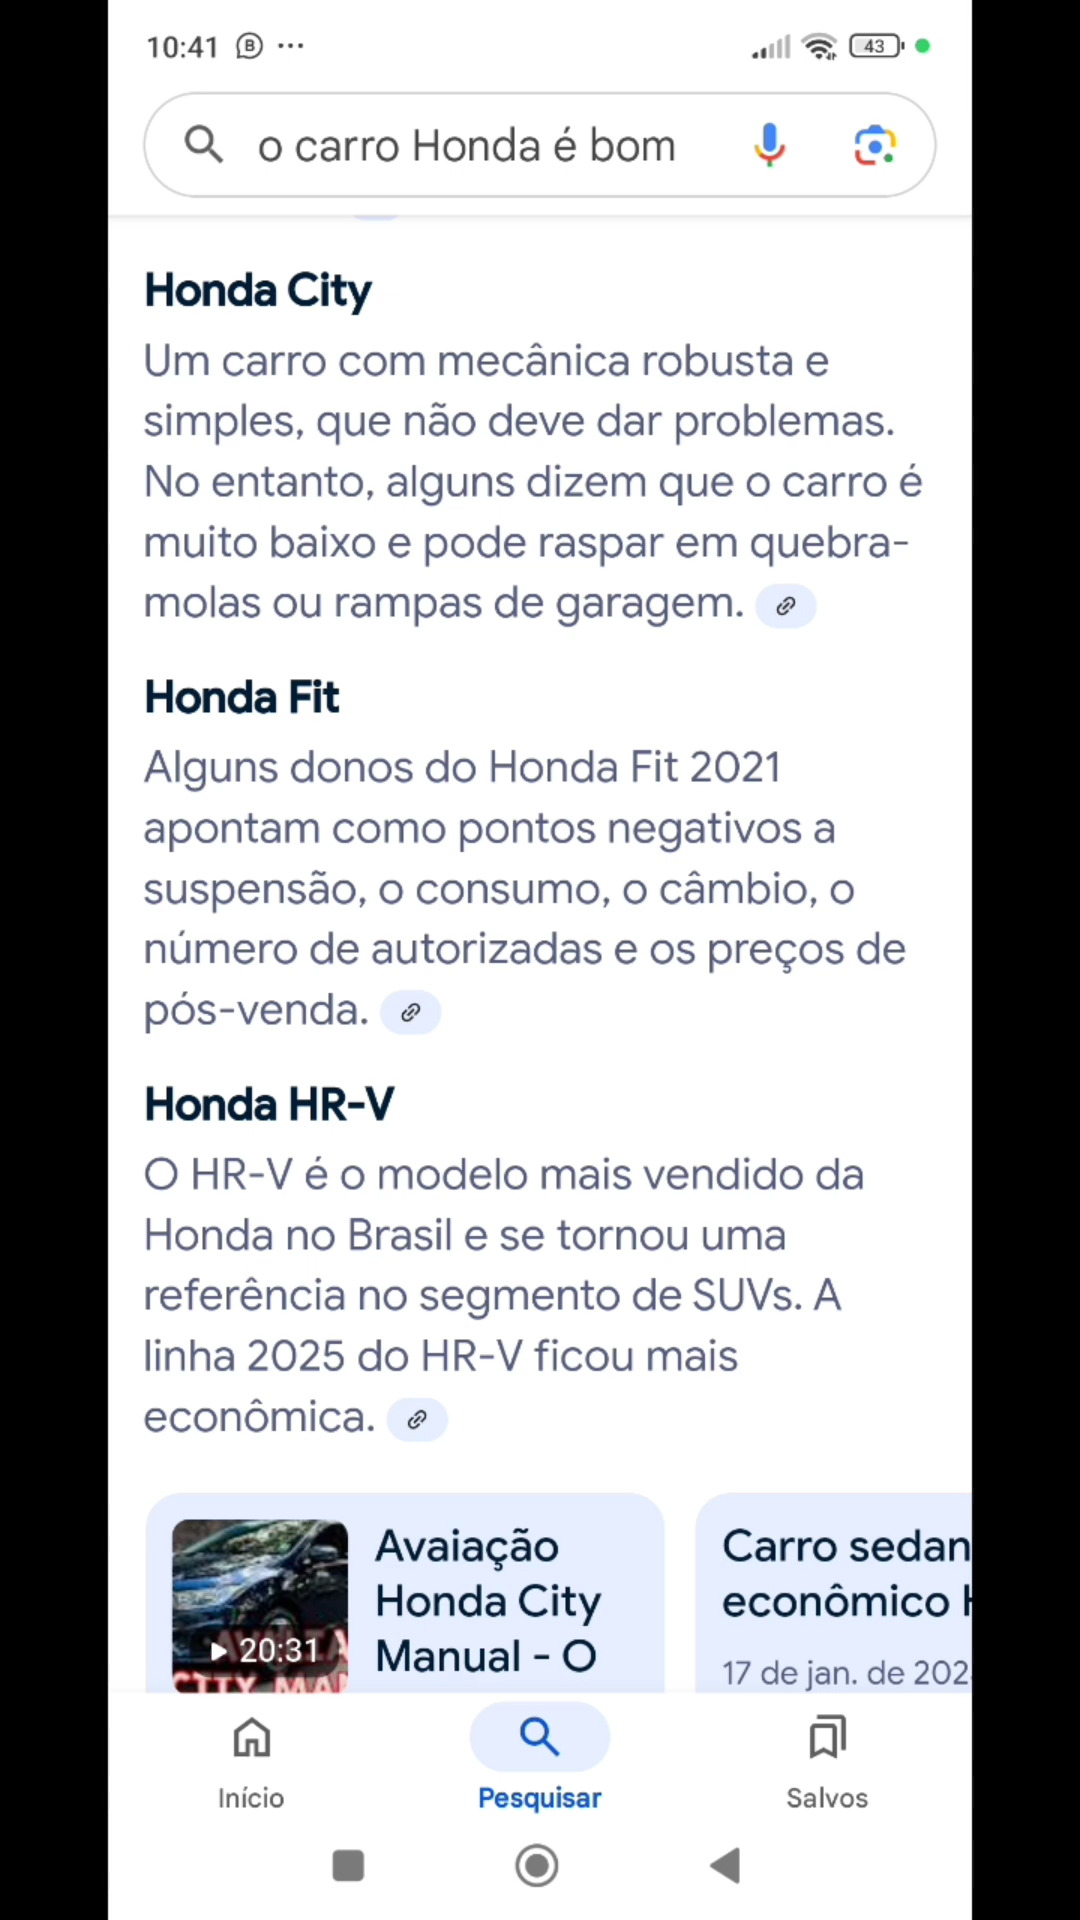 10:41
43
o carro Honda é bom
Honda City
Um carro com mecânica robusta e
simples, que não deve dar problemas.
No entanto, alguns dizem que o carro é
muito baixo e pode raspar em quebra-
molas ou rampas de garagem.
Honda Fit
Alguns donos do Honda Fit 2021
apontam como pontos negativos a
suspensão, o consumo, o câmbio, o
número de autorizadas e os preços de
pós-venda.
Honda HR-V
O HR-V é o modelo mais vendido da
Honda no Brasil e se tornou uma
referência no segmento de SUVs. A
linha 2025 do HR-V ficou mais
econômica.
Avaiação
Honda City
Manual - O
20:31
Carro sedan
econômico
17 de jan. de 202
Início
Pesquisar
Salvos